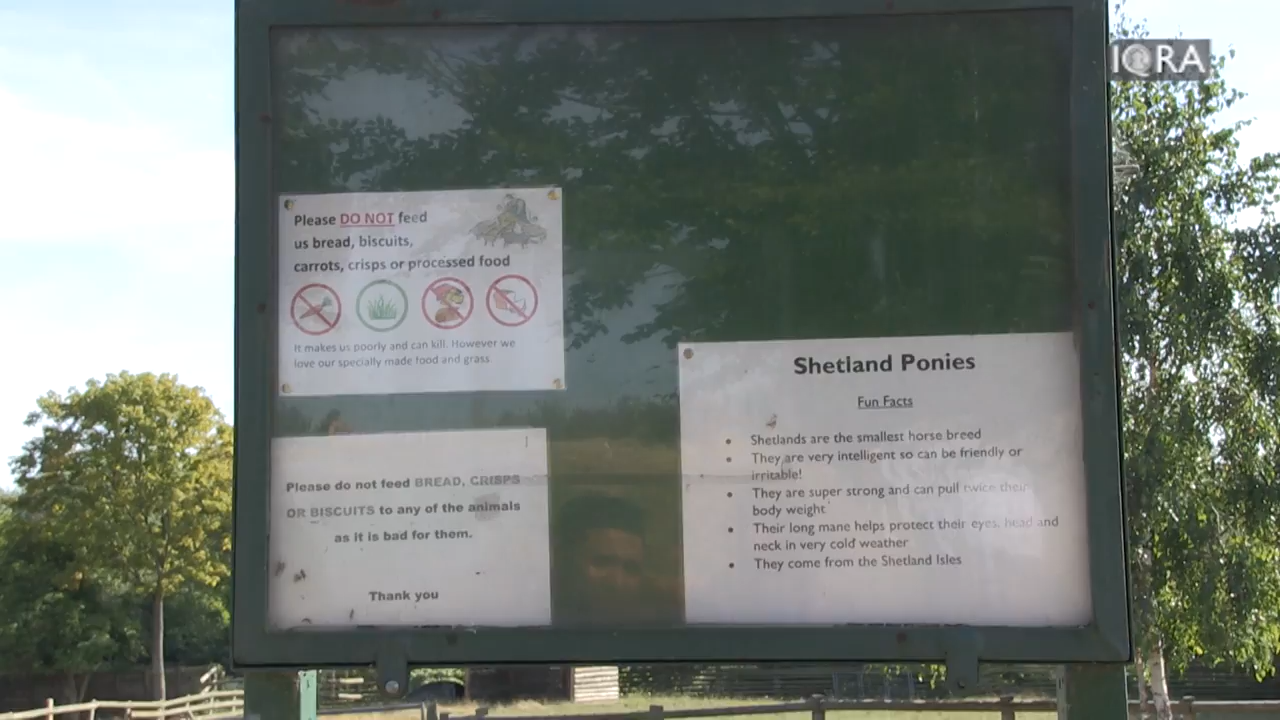 IQRA
Please DO NOT feed
us bread, biscuits,
carrots, crisps or processed food
It makes us poorly and can kill. However we
love our specially made food and grass.
Please do not feed BREAD, CRISPS
OR BISCUITS to any of the animals
as it is bad for them.
Thank you
Shetland Ponies
Fun Facts
• Shetlands are the smallest horse breed
• They are very intelligent so can be friendly or
irritable!
• They are super strong and can pull twice their
body weight
• Their long mane helps protect their eyes, head and
neck in very cold weather
• They come from the Shetland Isles